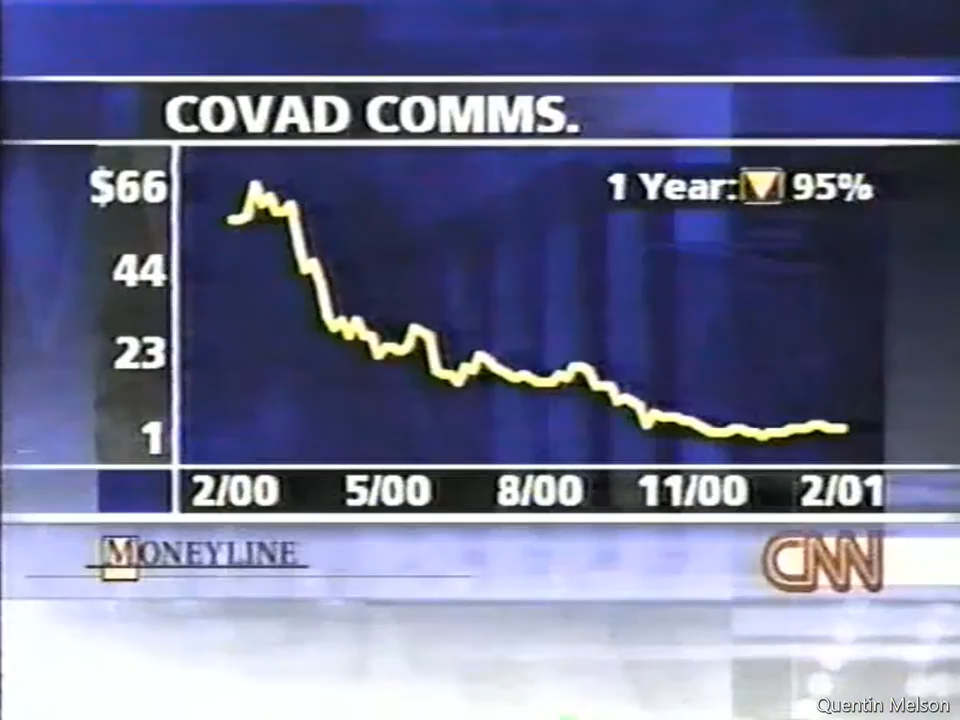 COVAD COMMS.
1 Year: 95%
$66
44
23
1
2/00 5/00 8/00 11/00 2/01
MONEYLINE
CNN
Quentin Melson